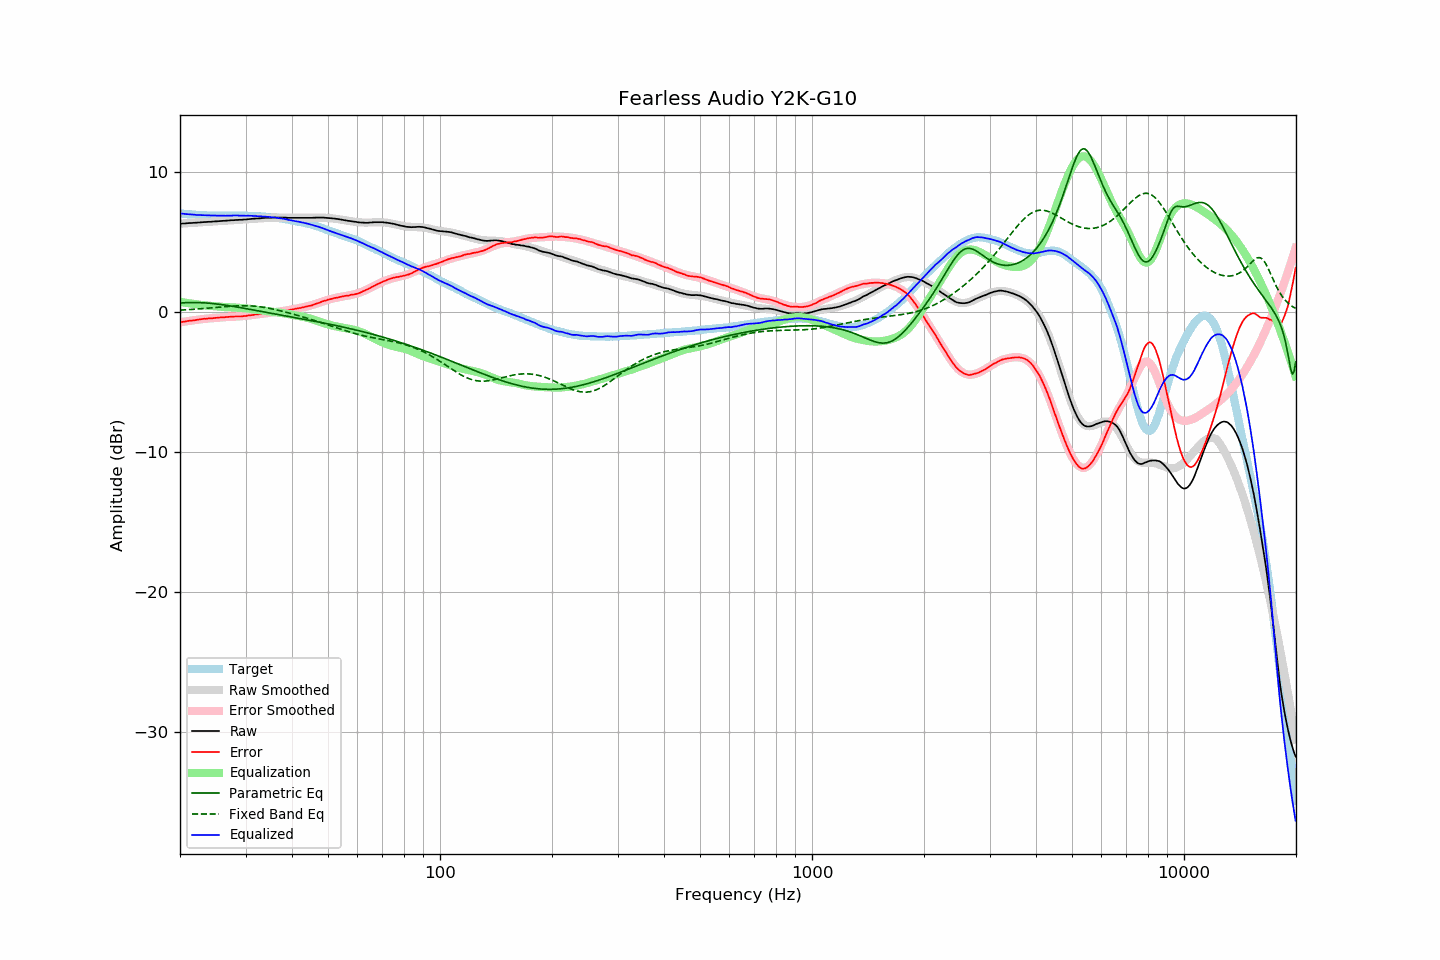 Fearless Audio Y2K-G10
10
0
−10
−20
−30
Amplitude (dBr)
Target
Raw Smoothed
Error Smoothed
Raw
Error
Equalization
Parametric Eq
Fixed Band Eq
Equalized
100
1000
10000
Frequency (Hz)